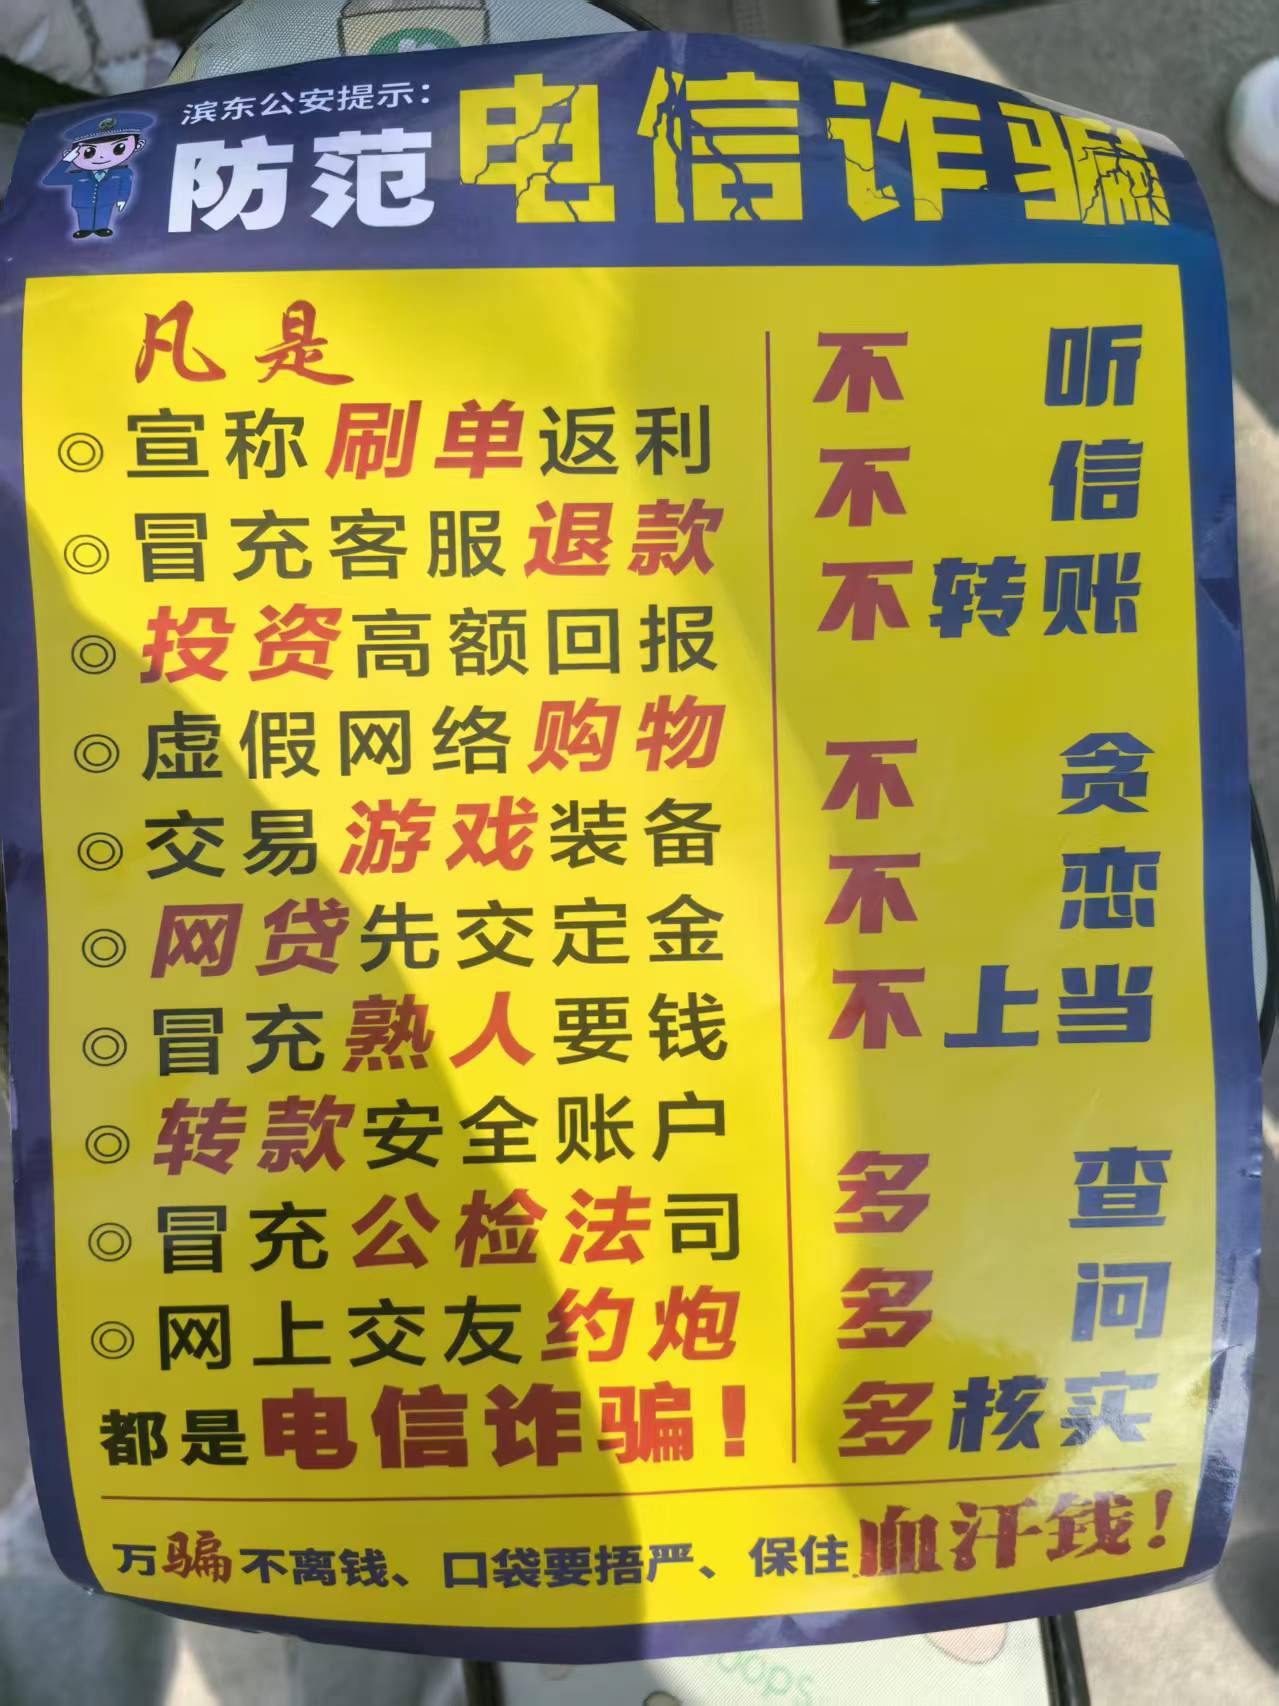 滨东公安提示：
防范电信诈骗
凡是
◎宣称刷单返利
◎冒充客服退款
◎投资高额回报
◎虚假网络购物
◎交易游戏装备
◎网贷先交定金
◎冒充熟人要钱
◎转款安全账户
◎冒充公检法司
◎网上交友约炮
都是电信诈骗！
不听
不信
不转账
不贪
不恋
不上当
多查
多问
多核实
万骗不离钱、口袋要捂严、保住血汗钱！